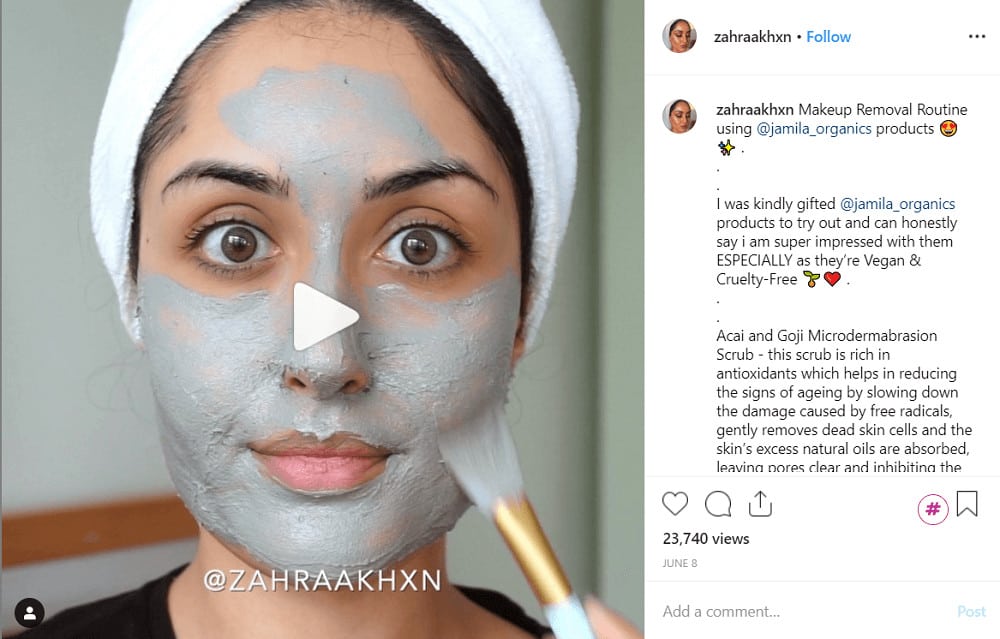 @ZAHRAAKHXN
zahraakhxn • Follow
zahraakhxn Makeup Removal Routine
using @jamila_organics products 😍
✨ .
.
.
I was kindly gifted @jamila_organics
products to try out and can honestly
say i am super impressed with them
ESPECIALLY as they're Vegan &
Cruelty-Free 🌱❤️ .
.
.
Acai and Goji Microdermabrasion
Scrub - this scrub is rich in
antioxidants which helps in reducing
the signs of ageing by slowing down
the damage caused by free radicals,
gently removes dead skin cells and the
skin's excess natural oils are absorbed,
leaving pores clear and inhibiting the
#
23,740 views
JUNE 8
Add a comment...
Post